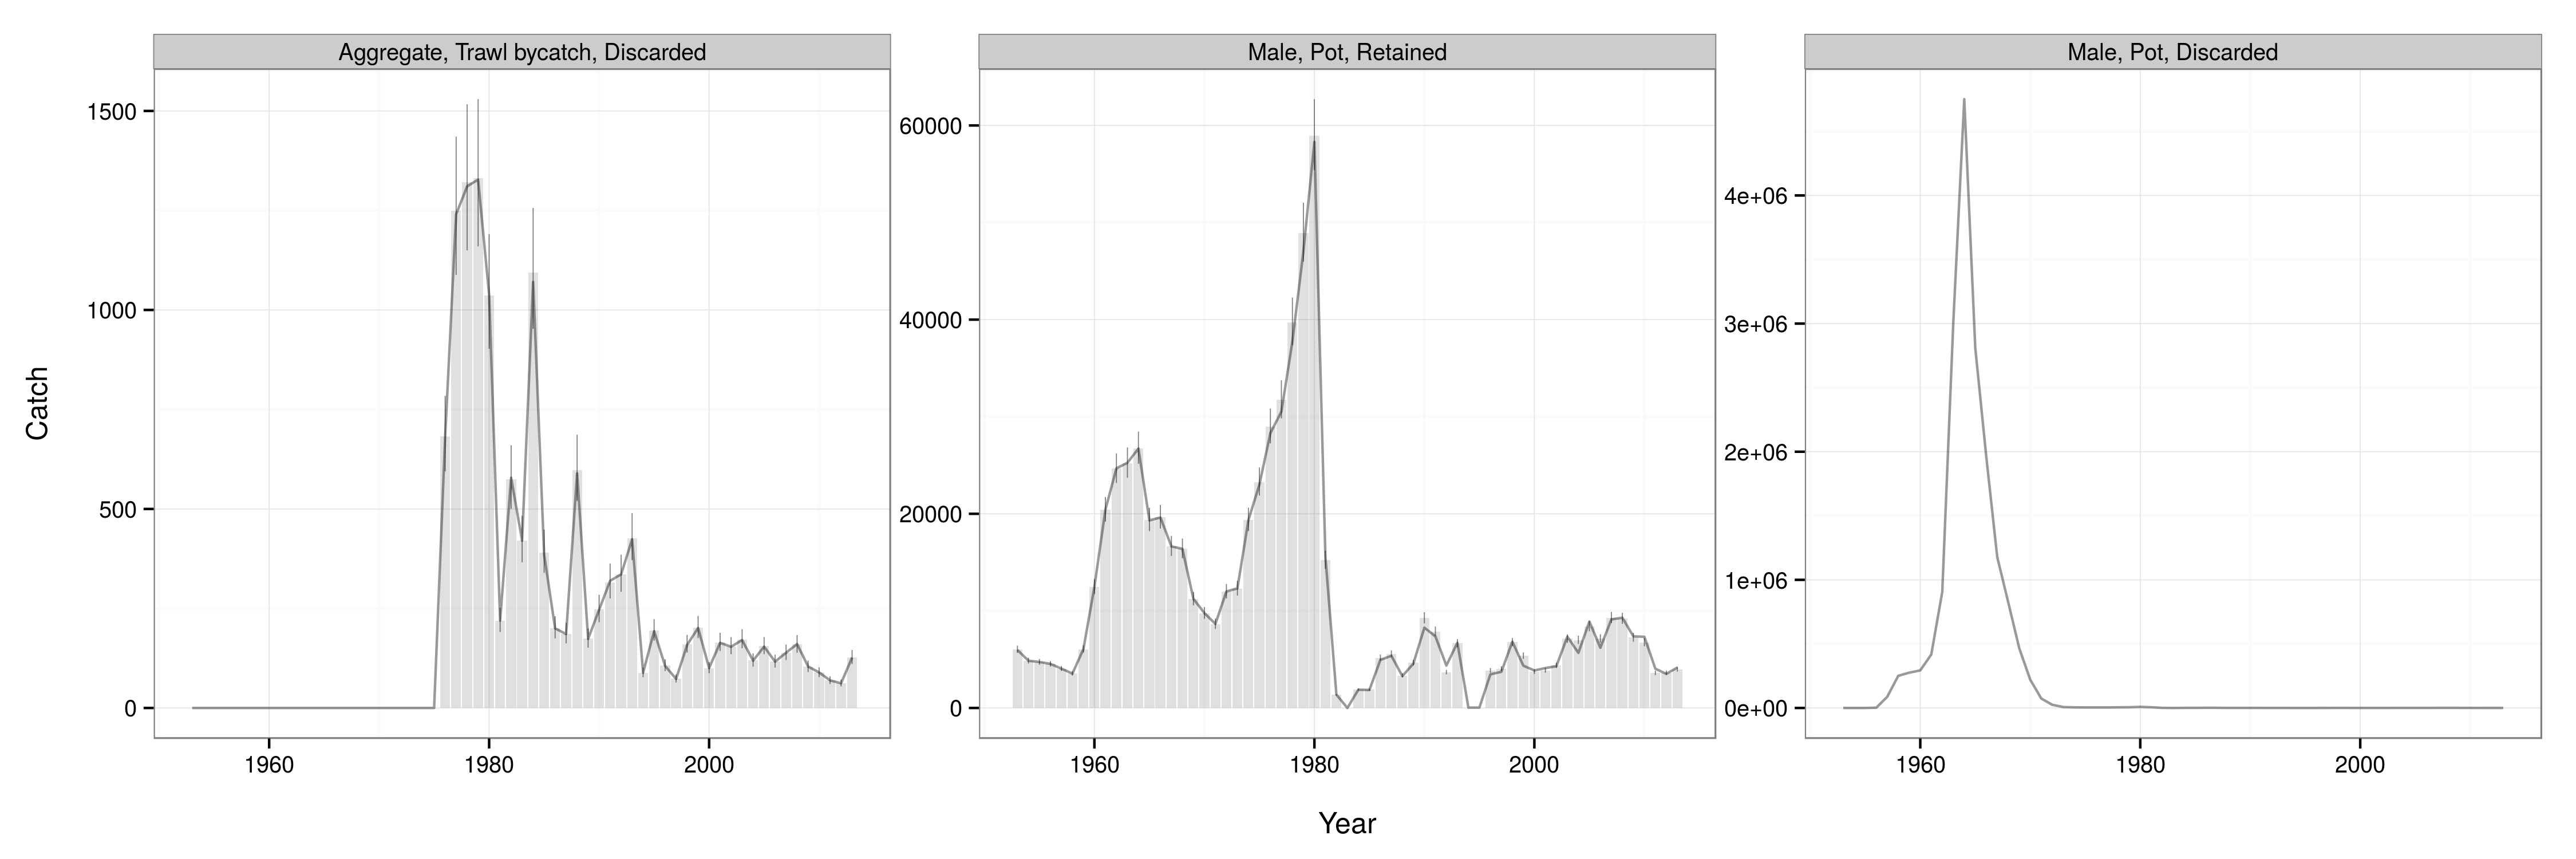 Aggregate, Trawl bycatch, Discarded
Male, Pot, Retained
Male, Pot, Discarded
Catch
1500
1000
500
0
60000
40000
20000
0
4e+06
3e+06
2e+06
1e+06
0e+00
1960 1980 2000
1960 1980 2000
1960 1980 2000
Year